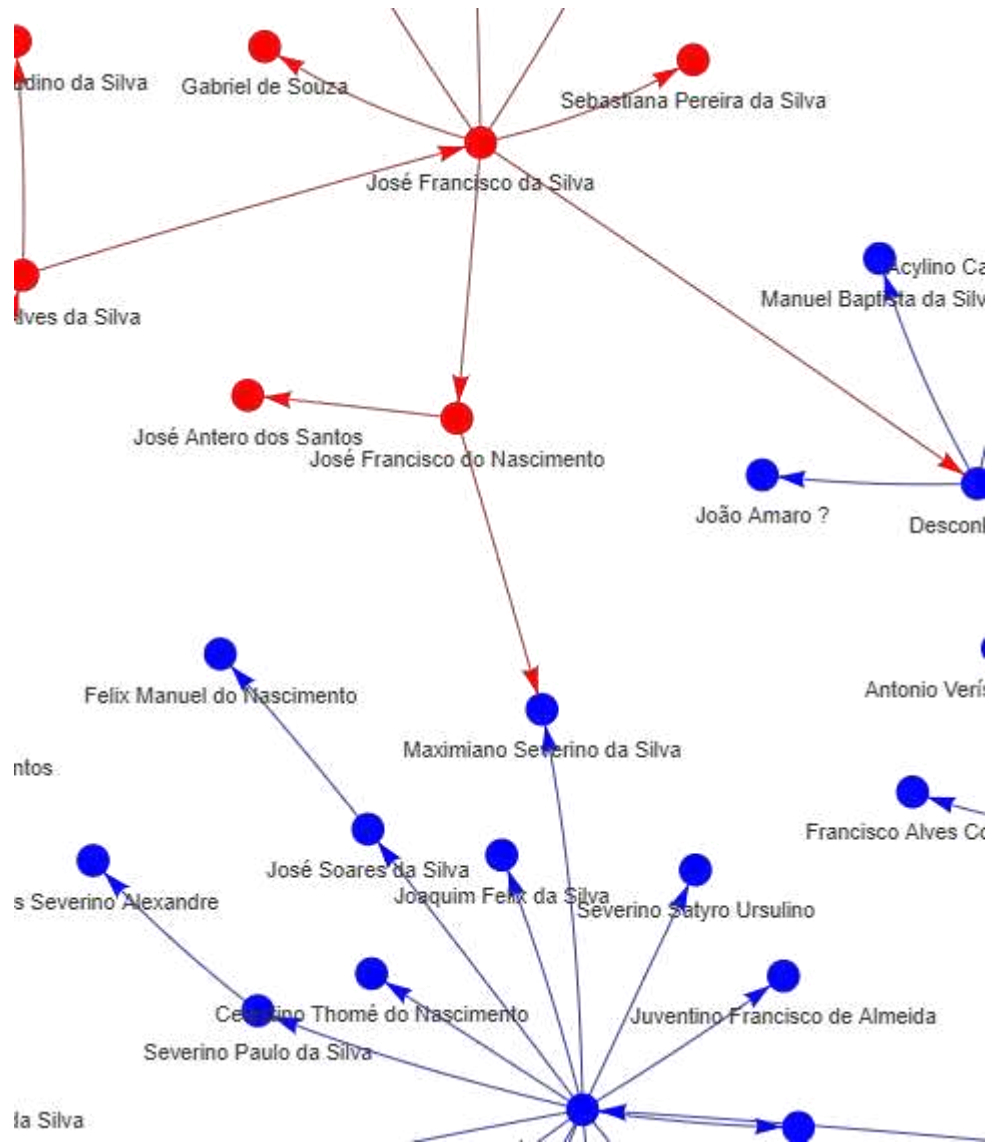 dino da Silva
Gabriel de Souza
Sebastiana Pereira da Silva
José Francisco da Silva
Acylino Ca
Manuel Baptista da Silv
lves da Silva
José Antero dos Santos
José Francisco do Nascimento
João Amaro ?
Descon
Felix Manuel do Nascimento
Antonio Verís
Maximiano Severino da Silva
ntos
Francisco Alves Co
José Soares da Silva
Joaquim Felix da Silva
s Severino Alexandre
Severino Satyro Ursulino
Thomé do Nascimento
Juventino Francisco de Almeida
Severino Paulo da Silva
da Silva